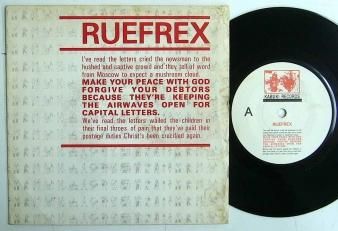 RUEFREX
I've read the letters cried the newsman to the
hushed and captive crowd and they jell of word
from Moscow to expect a mushroom cloud.
MAKE YOUR PEACE WITH GOD
FORGIVE YOUR DEBTORS
BECAUSE THEY'RE KEEPING
THE AIRWAVES OPEN FOR
CAPITAL LETTERS.
We've read the letters wailed the children in
their final throes of pain that they've paid their
postage duties Christ's been crucified again.
KABUKI RECORDS
A
RUEFREX